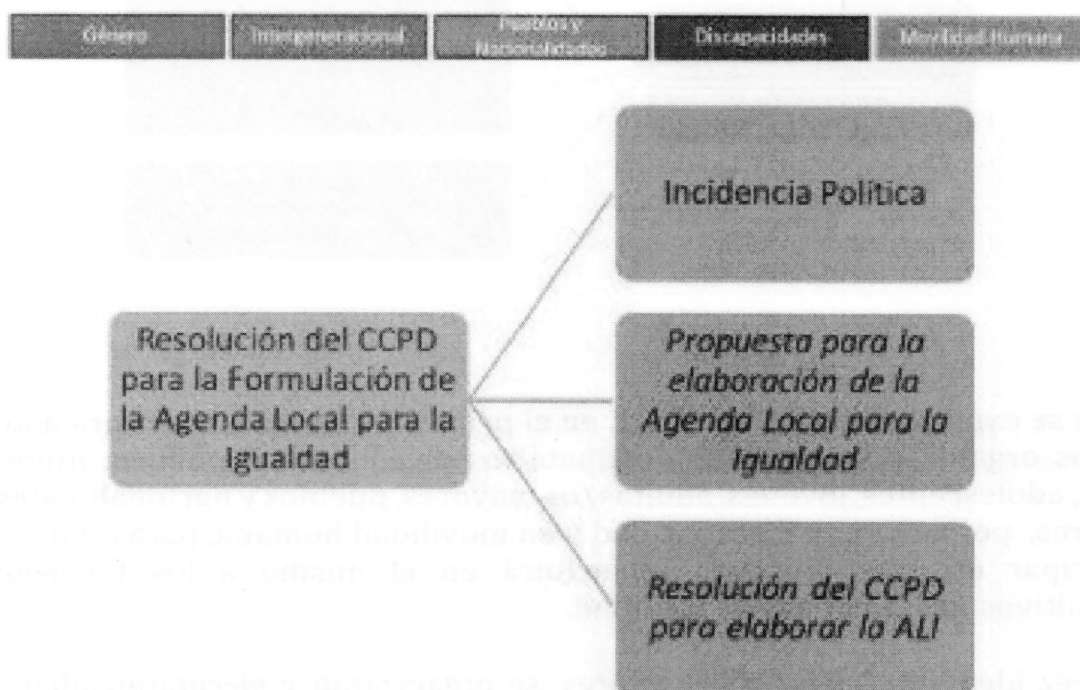 Género
Intergeneracional
Pueblos y
Nacionalidades
Discapacidades
Movilidad Humana
Incidencia Política
Resolución del CCPD
para la Formulación de
la Agenda Local para la
Igualdad
Propuesta para la
elaboración de la
Agenda Local para la
Igualdad
Resolución del CCPD
para elaborar la ALI